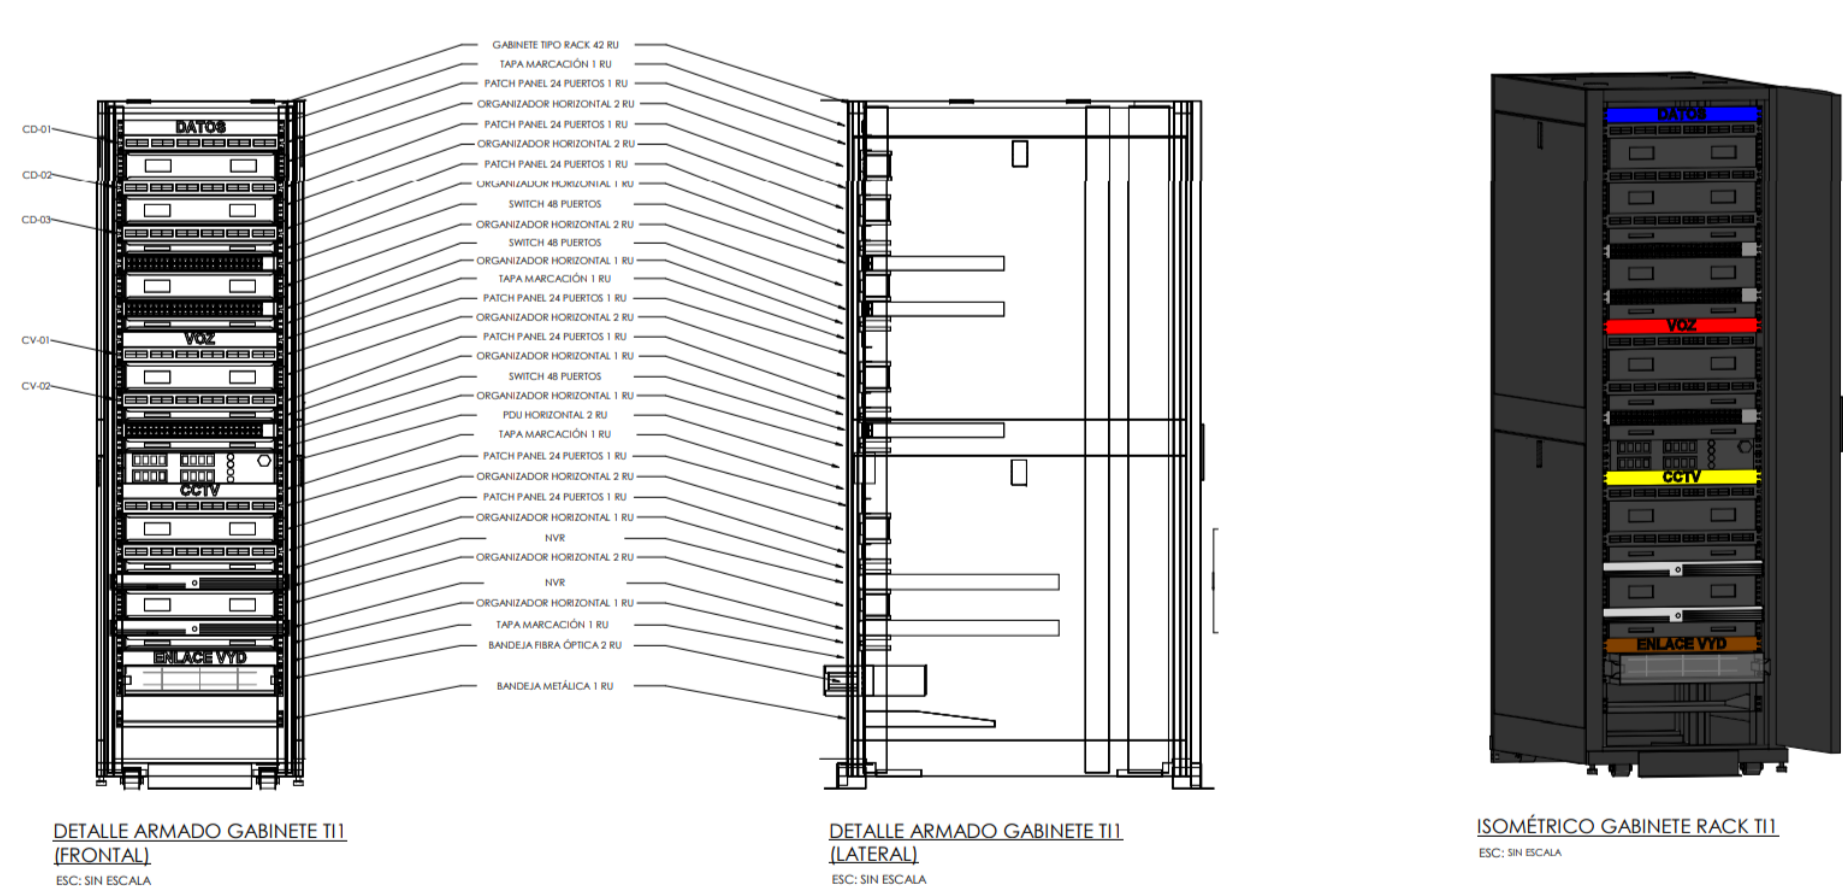 GABINETE TIPO RACK 42 RU
TAPA MARCACIÓN 1 RU
PATCH PANEL 24 PUERTOS 1 RU
ORGANIZADOR HORIZONTAL 2 RU
PATCH PANEL 24 PUERTOS 1 RU
ORGANIZADOR HORIZONTAL 2 RU
PATCH PANEL 24 PUERTOS 1 RU
ORGANIZADOR HORIZONTAL 1 RU
SWITCH 48 PUERTOS
ORGANIZADOR HORIZONTAL 2 RU
SWITCH 48 PUERTOS
ORGANIZADOR HORIZONTAL 1 RU
TAPA MARCACIÓN 1 RU
PATCH PANEL 24 PUERTOS 1 RU
ORGANIZADOR HORIZONTAL 2 RU
PATCH PANEL 24 PUERTOS 1 RU
ORGANIZADOR HORIZONTAL 1 RU
SWITCH 48 PUERTOS
ORGANIZADOR HORIZONTAL 1 RU
PDU HORIZONTAL 2 RU
TAPA MARCACIÓN 1 RU
PATCH PANEL 24 PUERTOS 1 RU
ORGANIZADOR HORIZONTAL 2 RU
PATCH PANEL 24 PUERTOS 1 RU
ORGANIZADOR HORIZONTAL 1 RU
NVR
ORGANIZADOR HORIZONTAL 2 RU
NVR
ORGANIZADOR HORIZONTAL 1 RU
TAPA MARCACIÓN 1 RU
BANDEJA FIBRA ÓPTICA 2 RU
BANDEJA METÁLICA 1 RU
CD-01
CD-02
CD-03
CV-01
CV-02
DATOS
VOZ
CCTV
ENLACE VYD
DATOS
VOZ
CCTV
ENLACE VYD
DETALLE ARMADO GABINETE TI1
(FRONTAL)
ESC: SIN ESCALA
DETALLE ARMADO GABINETE TI1
(LATERAL)
ESC: SIN ESCALA
ISOMÉTRICO GABINETE RACK TI1
ESC: SIN ESCALA